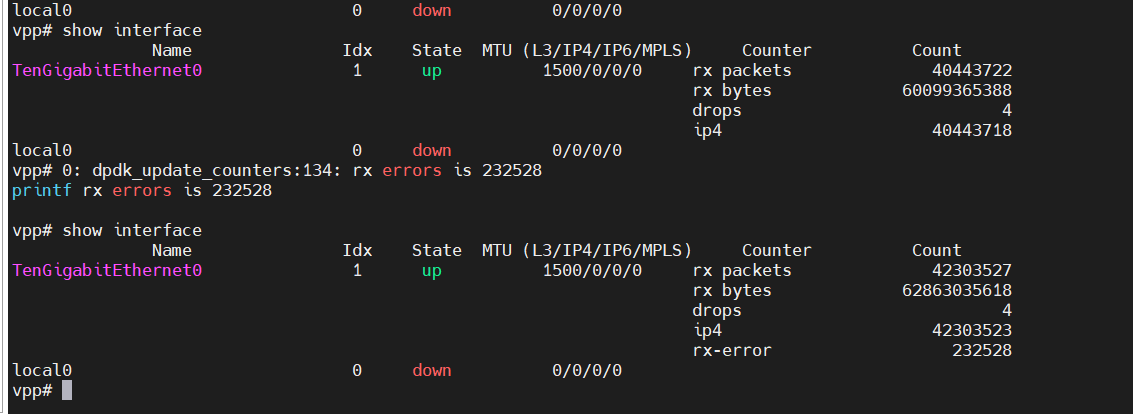 local0 0 down 0/0/0/0
vpp# show interface
Name Idx State MTU (L3/IP4/IP6/MPLS) Counter Count
TenGigabitEthernet0 1 up 1500/0/0/0 rx packets 40443722
rx bytes 60099365388
drops 4
ip4 40443718
local0 0 down 0/0/0/0
vpp# 0: dpdk_update_counters:134: rx errors is 232528
printf rx errors is 232528
vpp# show interface
Name Idx State MTU (L3/IP4/IP6/MPLS) Counter Count
TenGigabitEthernet0 1 up 1500/0/0/0 rx packets 42303527
rx bytes 62863035618
drops 4
ip4 42303523
rx-error 232528
local0 0 down 0/0/0/0
vpp#